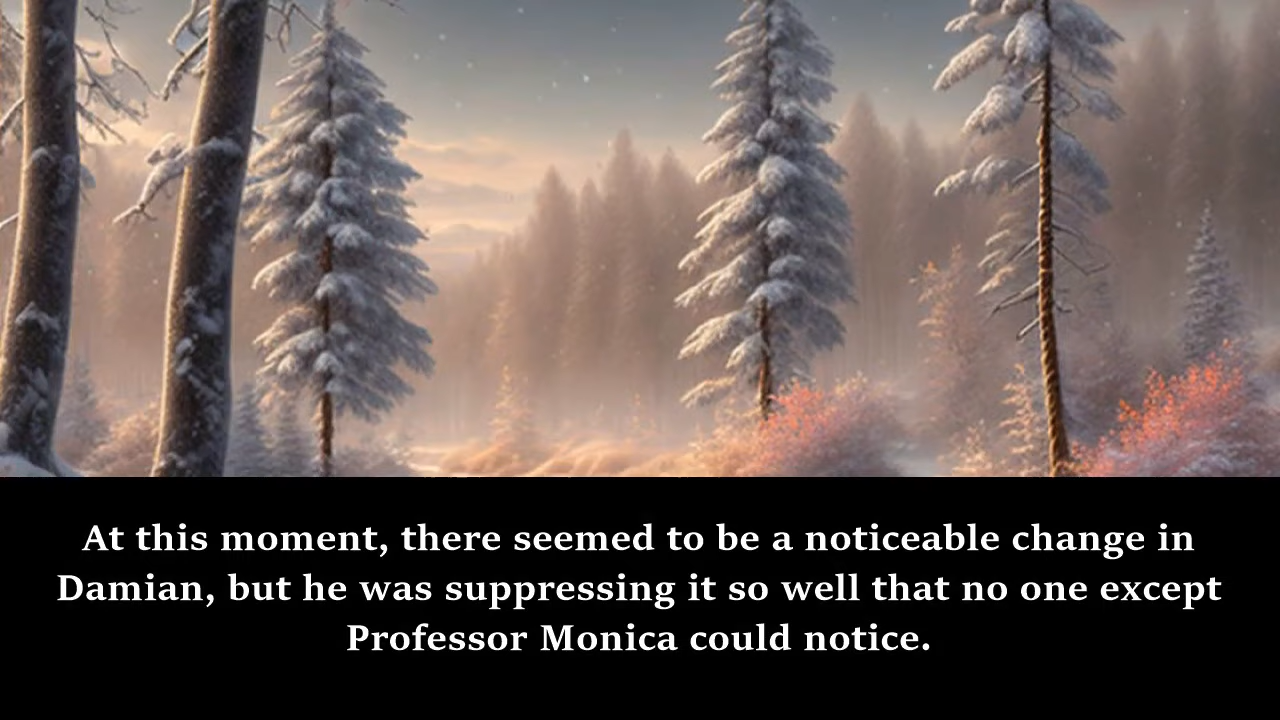 At this moment, there seemed to be a noticeable change in
Damian, but he was suppressing it so well that no one except
Professor Monica could notice.